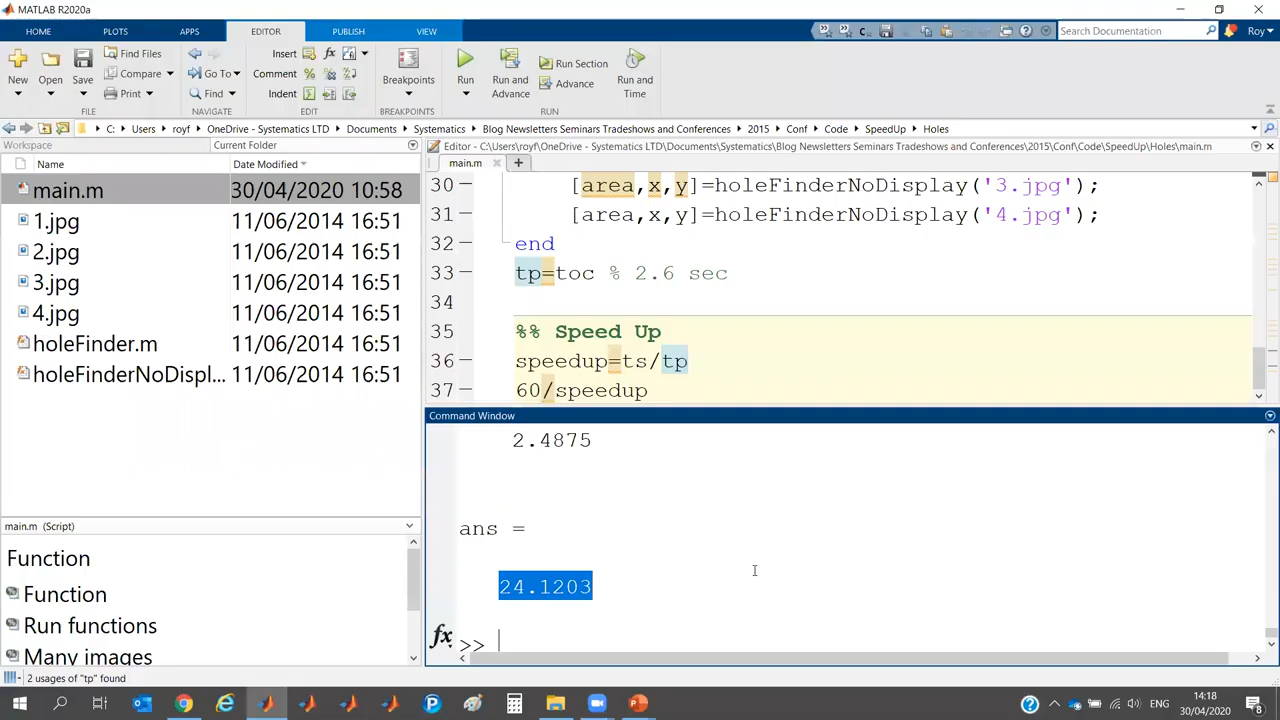 MATLAB R2020a
HOME PLOTS APPS EDITOR PUBLISH VIEW Search Documentation Roy
New Open Save Find Files Compare Print Go To Find Insert fx Comment Indent Breakpoints Run Run and Advance Run Section Advance Run and Time
FILE NAVIGATE EDIT BREAKPOINTS RUN
C: Users royf OneDrive - Systematics LTD Documents Systematics Blog Newsletters Seminars Tradeshows and Conferences 2015 Conf Code SpeedUp Holes
Workspace Current Folder
Name Date Modified
main.m 30/04/2020 10:58
1.jpg 11/06/2014 16:51
2.jpg 11/06/2014 16:51
3.jpg 11/06/2014 16:51
4.jpg 11/06/2014 16:51
holeFinder.m 11/06/2014 16:51
holeFinderNoDispl... 11/06/2014 16:51
main.m (Script)
Function
Function
Run functions
Many images
Editor - C:\Users\royf\OneDrive - Systematics LTD\Documents\Systematics\Blog Newsletters Seminars Tradeshows and Conferences\2015\Conf\Code\SpeedUp\Holes\main.m
main.m
30 [area,x,y]=holeFinderNoDisplay('3.jpg');
31 [area,x,y]=holeFinderNoDisplay('4.jpg');
32 end
33 tp=toc % 2.6 sec
34
35 %% Speed Up
36 speedup=ts/tp
37 60/speedup
Command Window
2.4875
ans =
24.1203
fx >>
2 usages of "tp" found
ENG 14:18
30/04/2020 8